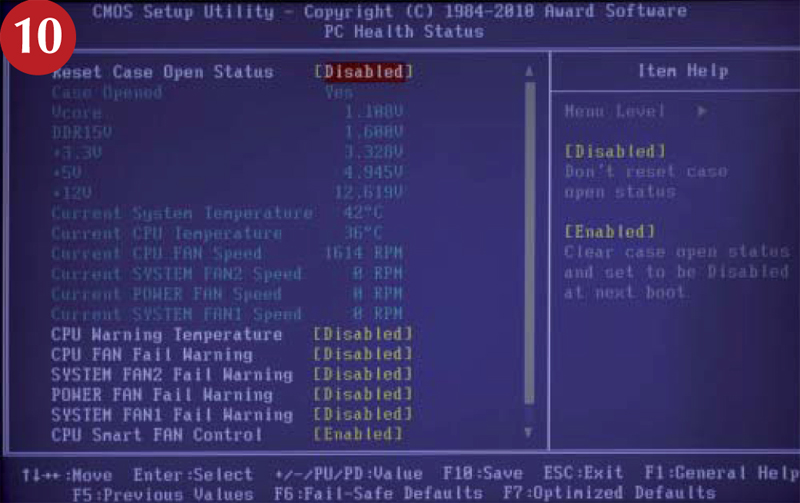 10
CMOS Setup Utility - Copyright (C) 1984-2010 Award Software
PC Health Status
Reset Case Open Status [Disabled]
Case Opened Yes
Vcore 1.108V
DDR15V 1.600V
+3.3V 3.328V
+5V 4.945V
+12V 12.619V
Current System Temperature 42°C
Current CPU Temperature 36°C
Current CPU FAN Speed 1614 RPM
Current SYSTEM FAN2 Speed 0 RPM
Current POWER FAN Speed 0 RPM
Current SYSTEM FAN1 Speed 0 RPM
CPU Warning Temperature [Disabled]
CPU FAN Fail Warning [Disabled]
SYSTEM FAN2 Fail Warning [Disabled]
POWER FAN Fail Warning [Disabled]
SYSTEM FAN1 Fail Warning [Disabled]
CPU Smart FAN Control [Enabled]
Item Help
Menu Level ▶
[Disabled]
Don't reset case
open status
[Enabled]
Clear case open status
and set to be Disabled
at next boot
↑↓→←:Move Enter:Select +/-/PU/PD:Value F10:Save ESC:Exit F1:General Help
F5:Previous Values F6:Fail-Safe Defaults F7:Optimized Defaults